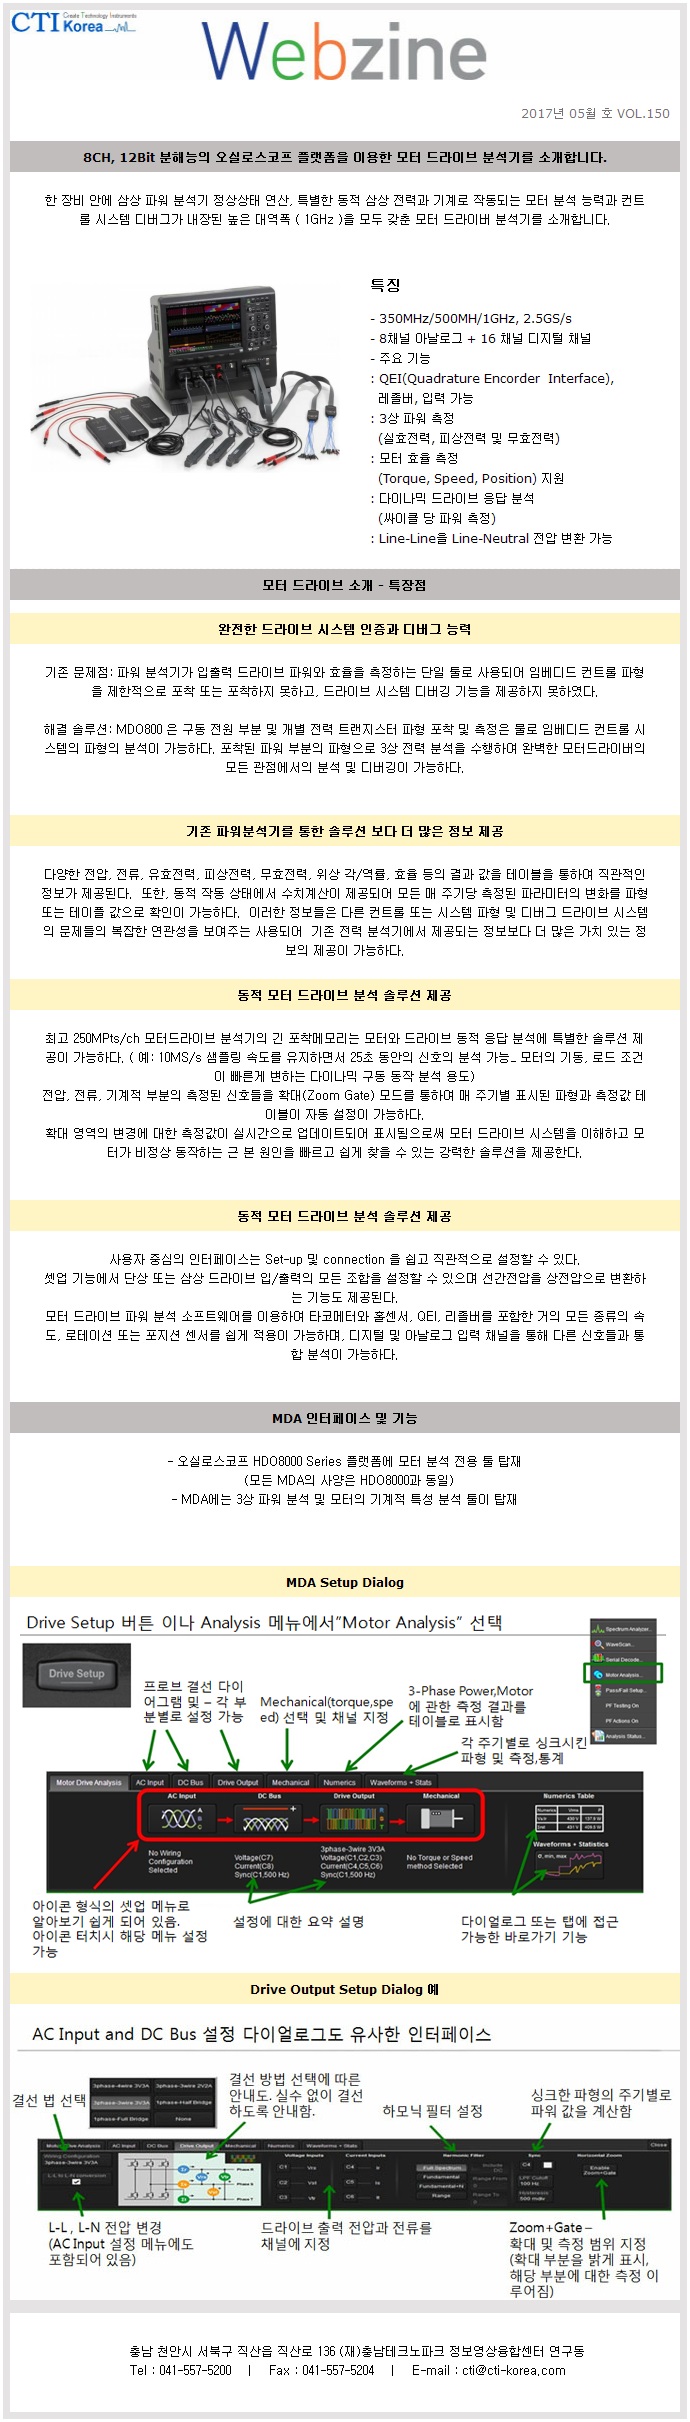 CTI Create Technology Instruments
Korea
Webzine
2017년 05월 호 VOL.150
8CH, 12Bit 분해능의 오실로스코프 플랫폼을 이용한 모터 드라이브 분석기를 소개합니다.
한 장비 안에 삼상 파워 분석기 정상상태 연산, 특별한 동적 삼상 전력과 기계로 작동되는 모터 분석 능력과 컨트
롤 시스템 디버그가 내장된 높은 대역폭 ( 1GHz )을 모두 갖춘 모터 드라이버 분석기를 소개합니다.
특징
- 350MHz/500MH/1GHz, 2.5GS/s
- 8채널 아날로그 + 16 채널 디지털 채널
- 주요 기능
: QEI(Quadrature Encorder Interface),
레졸버, 입력 가능
: 3상 파워 측정
(실효전력, 피상전력 및 무효전력)
: 모터 효율 측정
(Torque, Speed, Position) 지원
: 다이나믹 드라이브 응답 분석
(싸이클 당 파워 측정)
: Line-Line을 Line-Neutral 전압 변환 가능
모터 드라이브 소개 - 특장점
완전한 드라이브 시스템 인증과 디버그 능력
기존 문제점: 파워 분석기가 입출력 드라이브 파워와 효율을 측정하는 단일 툴로 사용되어 임베디드 컨트롤 파형
을 제한적으로 포착 또는 포착하지 못하고, 드라이브 시스템 디버깅 기능을 제공하지 못하였다.
해결 솔루션: MDO800 은 구동 전원 부분 및 개별 전력 트랜지스터 파형 포착 및 측정은 물로 임베디드 컨트롤 시
스템의 파형의 분석이 가능하다. 포착된 파워 부분의 파형으로 3상 전력 분석을 수행하여 완벽한 모터드라이버의
모든 관점에서의 분석 및 디버깅이 가능하다.
기존 파워분석기를 통한 솔루션 보다 더 많은 정보 제공
다양한 전압, 전류, 유효전력, 피상전력, 무효전력, 위상 각/역률, 효율 등의 결과 값을 테이블을 통하여 직관적인
정보가 제공된다. 또한, 동적 작동 상태에서 수치계산이 제공되어 모든 매 주기당 측정된 파라미터의 변화를 파형
또는 테이플 값으로 확인이 가능하다. 이러한 정보들은 다른 컨트롤 또는 시스템 파형 및 디버그 드라이브 시스템
의 문제들의 복잡한 연관성을 보여주는 사용되어 기존 전력 분석기에서 제공되는 정보보다 더 많은 가치 있는 정
보의 제공이 가능하다.
동적 모터 드라이브 분석 솔루션 제공
최고 250MPts/ch 모터드라이브 분석기의 긴 포착메모리는 모터와 드라이브 동적 응답 분석에 특별한 솔루션 제
공이 가능하다. ( 예: 10MS/s 샘플링 속도를 유지하면서 25초 동안의 신호의 분석 가능_ 모터의 기동, 로드 조건
이 빠른게 변하는 다이나믹 구동 동작 분석 용도)
전압, 전류, 기계적 부분의 측정된 신호들을 확대(Zoom Gate) 모드를 통하여 매 주기별 표시된 파형과 측정값 테
이블이 자동 설정이 가능하다.
확대 영역의 변경에 대한 측정값이 실시간으로 업데이트되어 표시됨으로써 모터 드라이브 시스템을 이해하고 모
터가 비정상 동작하는 근 본 원인을 빠르고 쉽게 찾을 수 있는 강력한 솔루션을 제공한다.
동적 모터 드라이브 분석 솔루션 제공
사용자 중심의 인터페이스는 Set-up 및 connection 을 쉽고 직관적으로 설정할 수 있다.
셋업 기능에서 단상 또는 삼상 드라이브 입/출력의 모든 조합을 설정할 수 있으며 선간전압을 상전압으로 변환하
는 기능도 제공된다.
모터 드라이브 파워 분석 소프트웨어를 이용하여 타코메터와 홀센서, QEI, 리졸버를 포함한 거의 모든 종류의 속
도, 로테이션 또는 포지션 센서를 쉽게 적용이 가능하며, 디지털 및 아날로그 입력 채널을 통해 다른 신호들과 통
합 분석이 가능하다.
MDA 인터페이스 및 기능
- 오실로스코프 HDO8000 Series 플랫폼에 모터 분석 전용 툴 탑재
(모든 MDA의 사양은 HDO8000과 동일)
- MDA에는 3상 파워 분석 및 모터의 기계적 특성 분석 툴이 탑재
MDA Setup Dialog
Drive Setup 버튼 이나 Analysis 메뉴에서"Motor Analysis" 선택
Spectrum Analyzer...
WaveScan...
Serial Decode...
Motor Analysis...
Pass/Fail Setup...
PF Testing On
PF Actions On
Analysis Status...
Drive Setup
프로브 결선 다이
어그램 및 – 각 부
분별로 설정 가능
Mechanical(torque,spe
ed) 선택 및 채널 지정
3-Phase Power,Motor
에 관한 측정 결과를
테이블로 표시함
각 주기별로 싱크시킨
파형 및 측정,통계
Motor Drive Analysis AC Input DC Bus Drive Output Mechanical Numerics Waveforms + Stats
AC Input DC Bus Drive Output Mechanical
A
B
C
R
S
T
Numerics Table
Waveforms + Statistics
σ, min, max
No Wiring
Configuration
Selected
Voltage(C7)
Current(C8)
Sync(C1,500 Hz)
3phase-3wire 3V3A
Voltage(C1,C2,C3)
Current(C4,C5,C6)
Sync(C1,500 Hz)
No Torque or Speed
method Selected
아이콘 형식의 셋업 메뉴로
알아보기 쉽게 되어 있음.
아이콘 터치시 해당 메뉴 설정
가능
설정에 대한 요약 설명
다이얼로그 또는 탭에 접근
가능한 바로가기 기능
Drive Output Setup Dialog 예
AC Input and DC Bus 설정 다이얼로그도 유사한 인터페이스
결선 법 선택
3phase-4wire 3V3A 3phase-3wire 2V2A
3phase-3wire 3V3A 1phase-Half Bridge
1phase-Full Bridge None
결선 방법 선택에 따른
안내도. 실수 없이 결선
하도록 안내함.
하모닉 필터 설정
싱크한 파형의 주기별로
파워 값을 계산함
Motor Drive Analysis AC Input DC Bus Drive Output Mechanical Numerics Waveforms + Stats Close
Wiring Configuration
3phase-3wire 3V3A
L-L to L-N conversion
Voltage Inputs
C1
C2
C3
Current Inputs
C4
C5
C6
Harmonic Filter
Full Spectrum
Fundamental
Fundamental+N
Range
Include DC
Range From
Range To
Sync
C4
LPF Cutoff
100 Hz
Hysteresis
500 mdiv
Horizontal Zoom
Enable
Zoom+Gate
L-L , L-N 전압 변경
(AC Input 설정 메뉴에도
포함되어 있음)
드라이브 출력 전압과 전류를
채널에 지정
Zoom+Gate –
확대 및 측정 범위 지정
(확대 부분을 밝게 표시,
해당 부분에 대한 측정 이
루어짐)
충남 천안시 서북구 직산읍 직산로 136 (재)충남테크노파크 정보영상융합센터 연구동
Tel : 041-557-5200 | Fax : 041-557-5204 | E-mail : cti@cti-korea.com